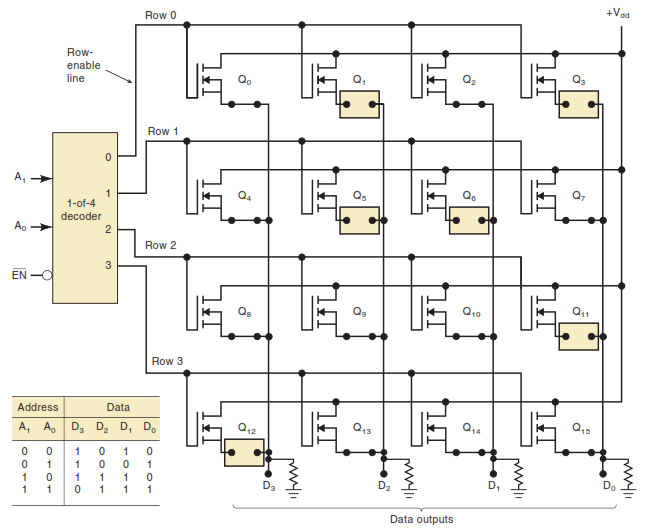 Row 0
+Vdd
Row-
enable
line
Q0 Q1 Q2 Q3
Row 1
0
A1
1
1-of-4
decoder
Q4 Q5 Q6 Q7
A0
2
Row 2
3
EN
Q8 Q9 Q10 Q11
Row 3
Address Data
A1 A0 D3 D2 D1 D0
0 0 1 0 1 0
0 1 1 0 0 1
1 0 1 1 1 0
1 1 0 1 1 1
Q12 Q13 Q14 Q15
D3 D2 D1 D0
Data outputs